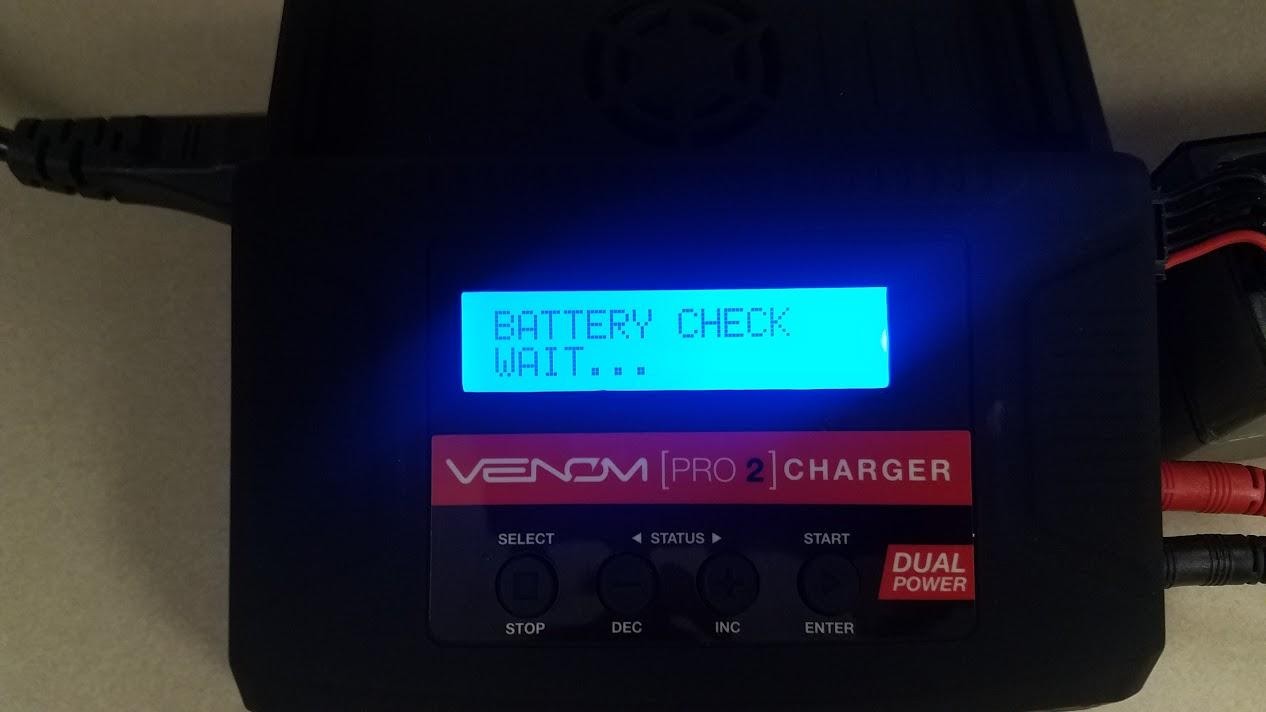 BATTERY CHECK
WAIT...
VENOM [PRO 2] CHARGER
SELECT
◀ STATUS ▶
START
DUAL
POWER
STOP
DEC
INC
ENTER